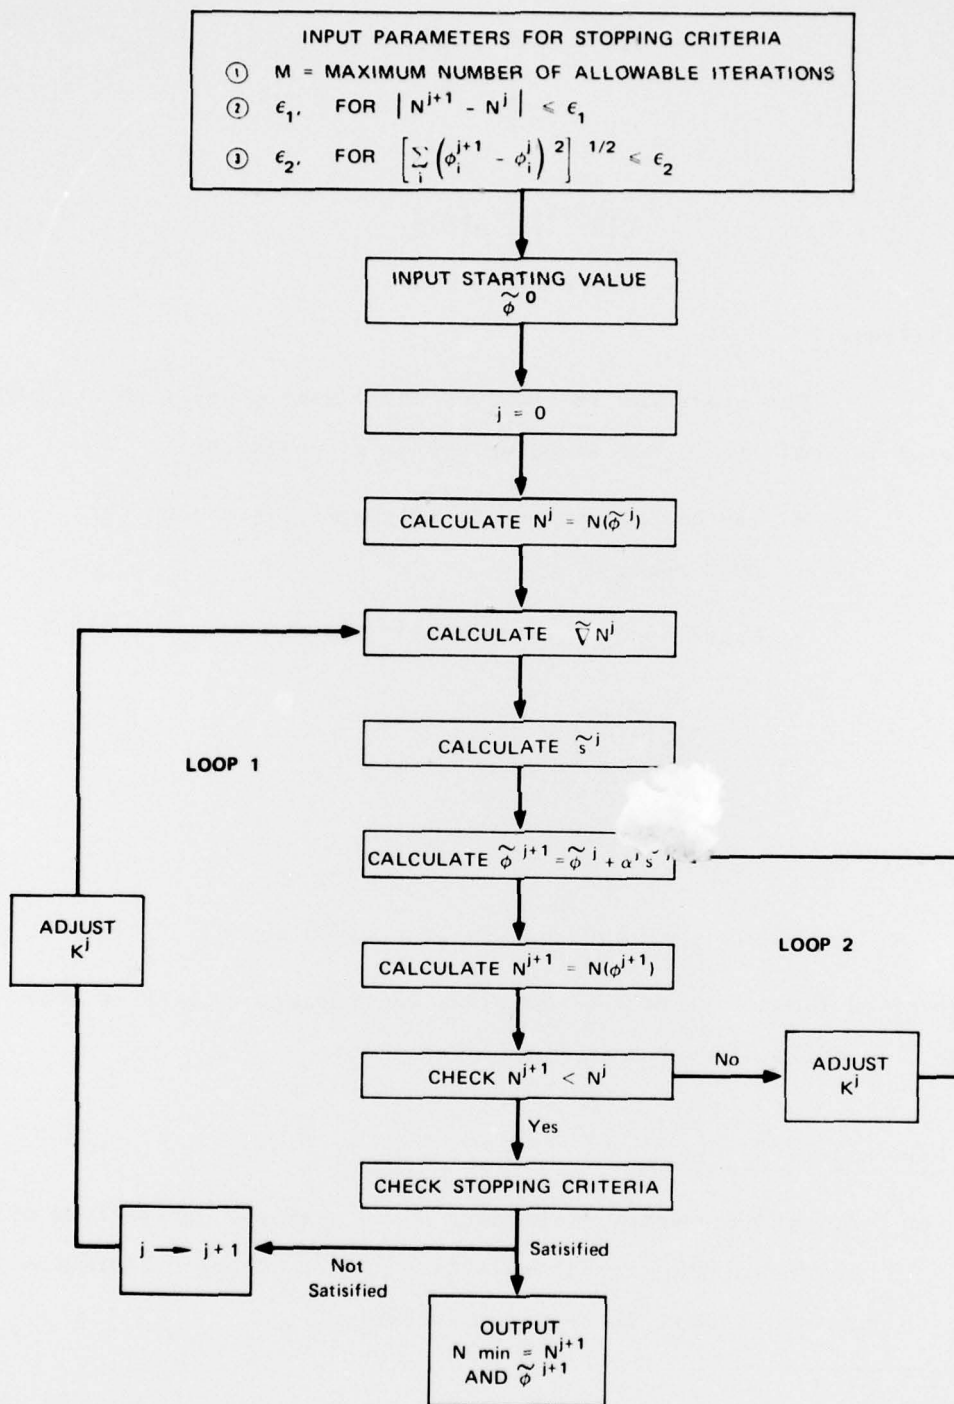 INPUT PARAMETERS FOR STOPPING CRITERIA
① M = MAXIMUM NUMBER OF ALLOWABLE ITERATIONS
② ϵ₁, FOR | N^{j+1} - N^j | ⩽ ϵ₁
③ ϵ₂, FOR [∑_i (ϕ_i^{j+1} - ϕ_i^j)^2]^{1/2} ⩽ ϵ₂
INPUT STARTING VALUE
ϕ̃^0
j = 0
CALCULATE N^j = N(ϕ̃^j)
CALCULATE ∇̃ N^j
CALCULATE s̃^j
LOOP 1
CALCULATE ϕ̃^{j+1} = ϕ̃^j + α^j s̃
ADJUST
K^j
LOOP 2
CALCULATE N^{j+1} = N(ϕ^{j+1})
CHECK N^{j+1} < N^j
No
ADJUST
K^j
Yes
CHECK STOPPING CRITERIA
j → j + 1
Not
Satisified
Satisified
OUTPUT
N min = N^{j+1}
AND ϕ̃^{j+1}